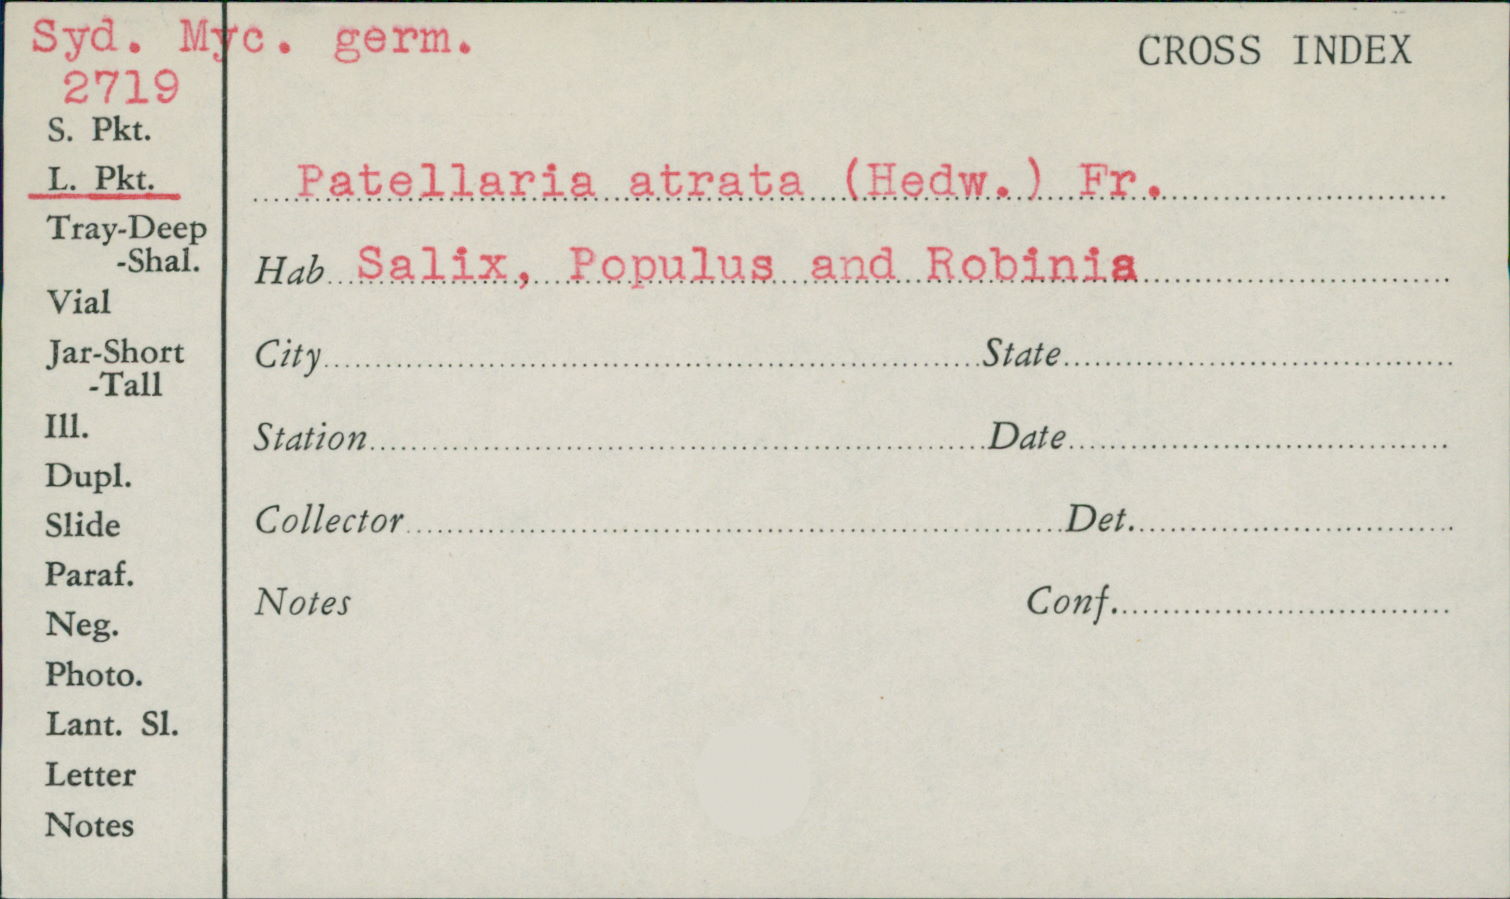 Syd. Myc. germ.
2719
CROSS INDEX
S. Pkt.
L. Pkt.
Tray-Deep
-Shal.
Vial
Jar-Short
-Tall
Ill.
Dupl.
Slide
Paraf.
Neg.
Photo.
Lant. Sl.
Letter
Notes
Patellaria atrata (Hedw.) Fr.
Hab Salix, Populus and Robinia
City State
Station Date
Collector Det.
Notes Conf.